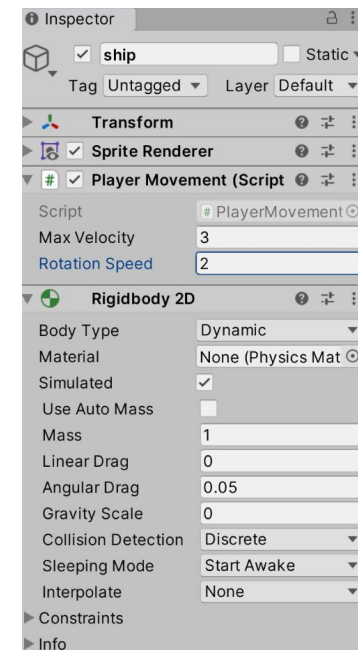 Inspector
ship Static
Tag Untagged Layer Default
Transform
Sprite Renderer
# Player Movement (Script
Script # PlayerMovement
Max Velocity 3
Rotation Speed 2
Rigidbody 2D
Body Type Dynamic
Material None (Physics Mat
Simulated
Use Auto Mass
Mass 1
Linear Drag 0
Angular Drag 0.05
Gravity Scale 0
Collision Detection Discrete
Sleeping Mode Start Awake
Interpolate None
Constraints
Info